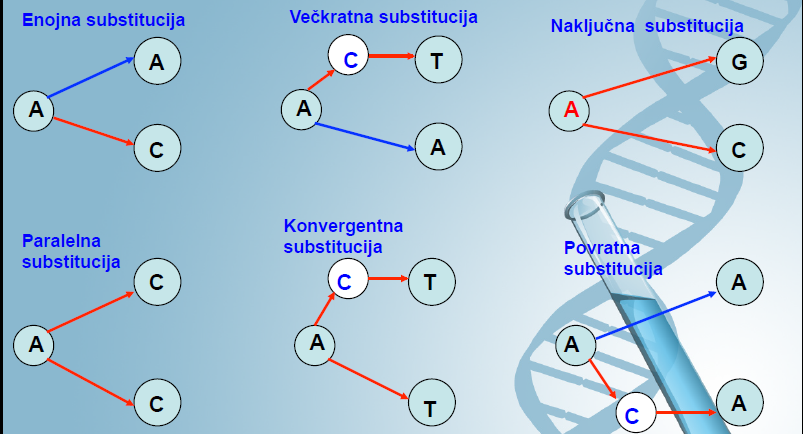 Enojna substitucija
A
A
C
Večkratna substitucija
C
T
A
A
Naključna substitucija
G
A
C
Paralelna
substitucija
C
A
C
Konvergentna
substitucija
C
T
A
T
Povratna
substitucija
A
A
C
A